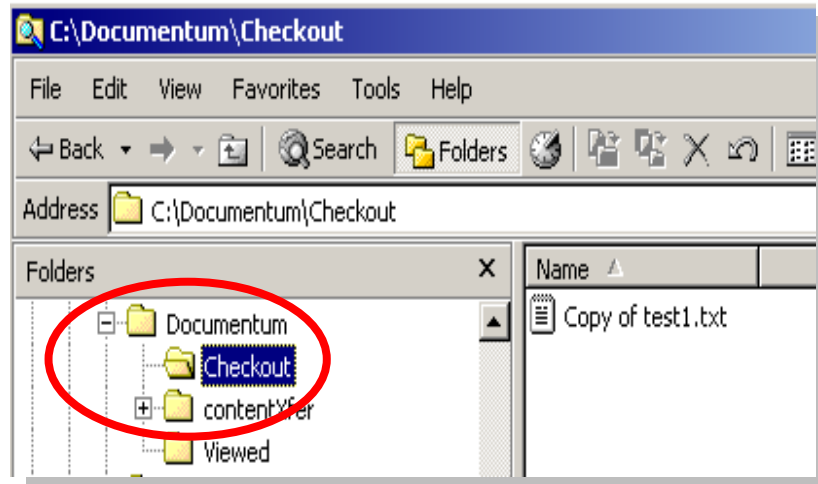 C:\Documentum\Checkout
File Edit View Favorites Tools Help
Back Search Folders
Address C:\Documentum\Checkout
Folders X Name
Documentum Copy of test1.txt
Checkout
contentXfer
Viewed